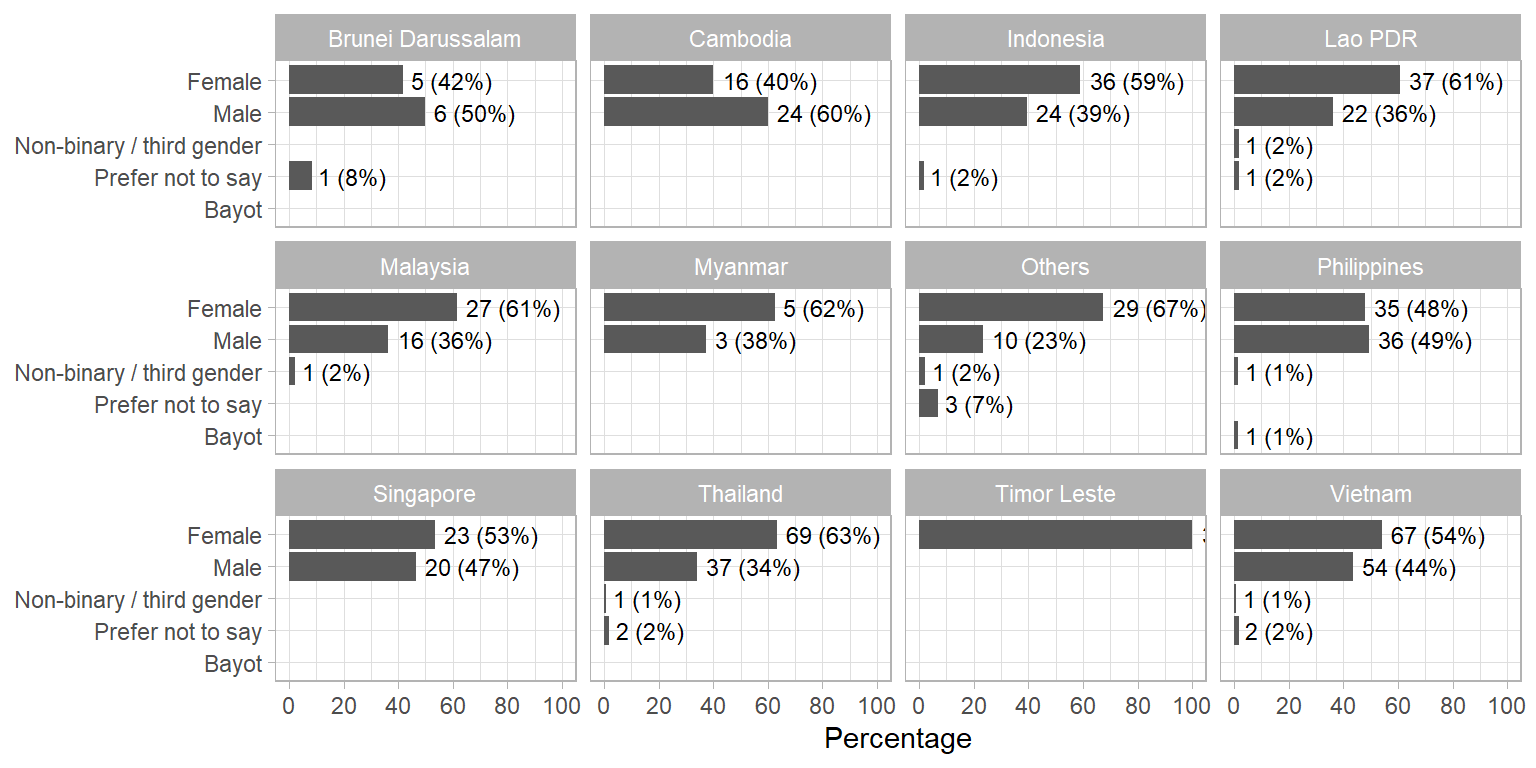 Brunei Darussalam Cambodia Indonesia Lao PDR
Female 5 (42%) 16 (40%) 36 (59%) 37 (61%)
Male 6 (50%) 24 (60%) 24 (39%) 22 (36%)
Non-binary / third gender 1 (2%)
Prefer not to say 1 (8%) 1 (2%) 1 (2%)
Bayot
Malaysia Myanmar Others Philippines
Female 27 (61%) 5 (62%) 29 (67%) 35 (48%)
Male 16 (36%) 3 (38%) 10 (23%) 36 (49%)
Non-binary / third gender 1 (2%) 1 (2%) 1 (1%)
Prefer not to say 3 (7%)
Bayot 1 (1%)
Singapore Thailand Timor Leste Vietnam
Female 23 (53%) 69 (63%) 67 (54%)
Male 20 (47%) 37 (34%) 54 (44%)
Non-binary / third gender 1 (1%) 1 (1%)
Prefer not to say 2 (2%) 2 (2%)
Bayot
0 20 40 60 80 100 0 20 40 60 80 100 0 20 40 60 80 100 0 20 40 60 80 100
Percentage